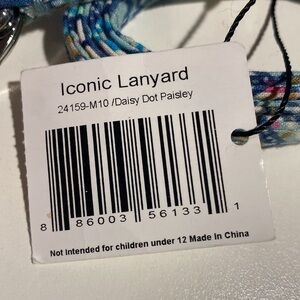 Iconic Lanyard
24159-M10 /Daisy Dot Paisley
8 86003 56133 1
Not intended for children under 12 Made In China